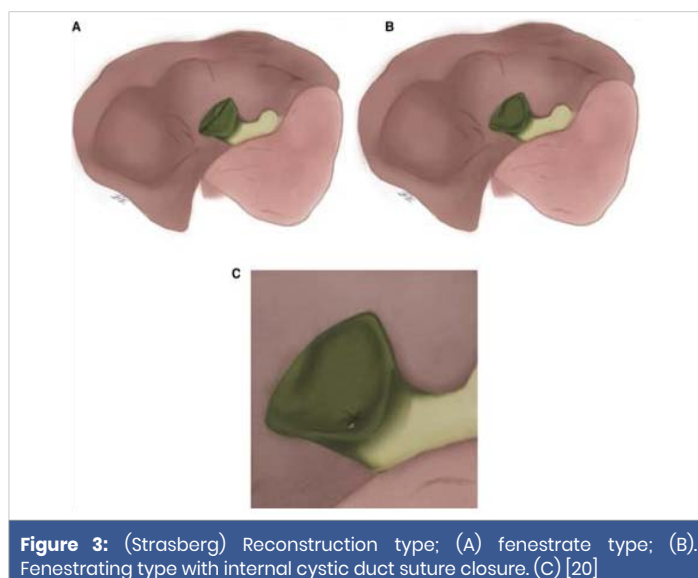 A
B
C
Figure 3: (Strasberg) Reconstruction type; (A) fenestrate type; (B).
Fenestrating type with internal cystic duct suture closure. (C) [20]